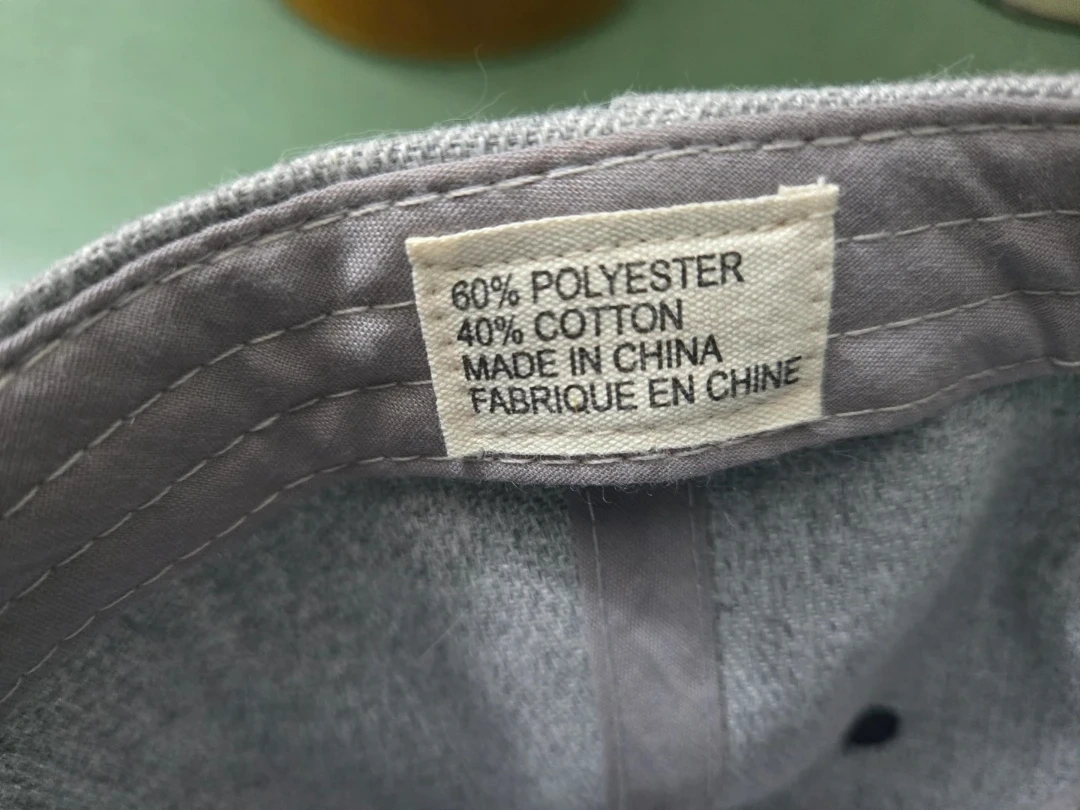 60% POLYESTER
40% COTTON
MADE IN CHINA
FABRIQUE EN CHINE